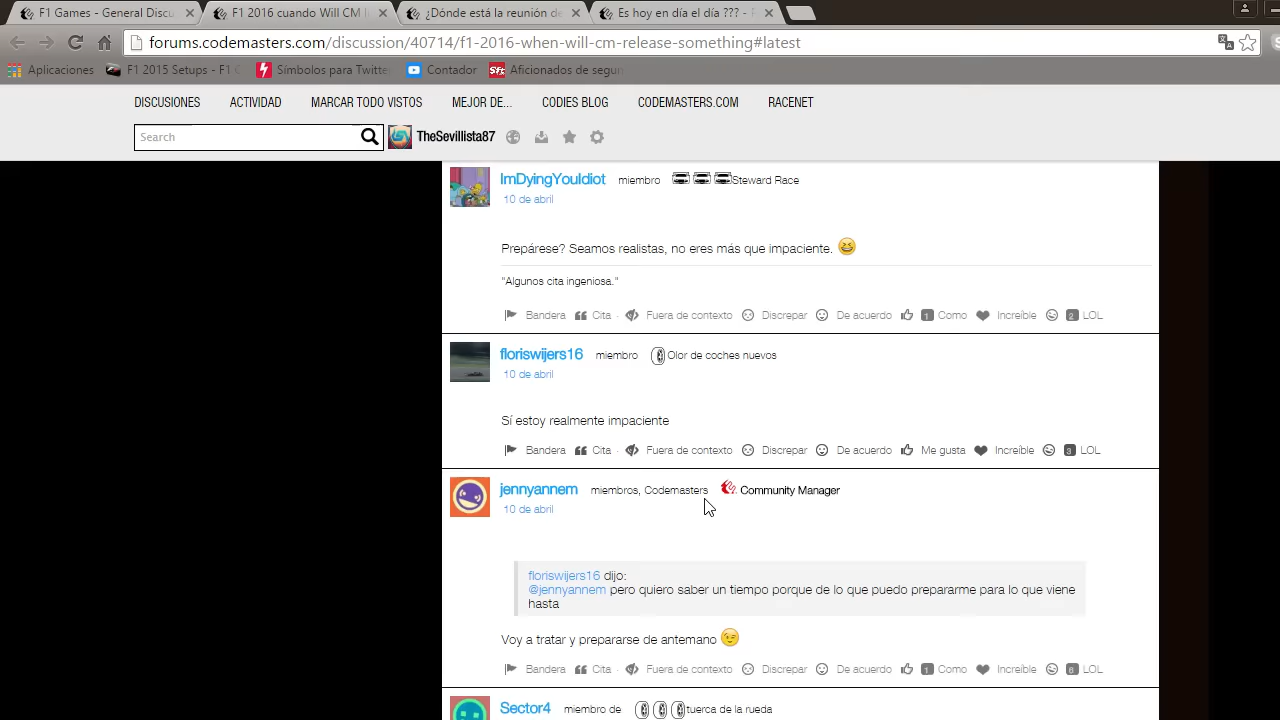 F1 Games - General Discu
F1 2016 cuando Will CM l
¿Dónde está la reunión de
Es hoy en día el día ??? -
forums.codemasters.com/discussion/40714/f1-2016-when-will-cm-release-something#latest
Aplicaciones
F1 2015 Setups - F1
Símbolos para Twitte
Contador
SFs
Aficionados de segun
DISCUSIONES
ACTIVIDAD
MARCAR TODO VISTOS
MEJOR DE...
CODIES BLOG
CODEMASTERS.COM
RACENET
Search
TheSevillista87
ImDyingYouIdiot miembro Steward Race
10 de abril
Prepárese? Seamos realistas, no eres más que impaciente.
"Algunos cita ingeniosa."
Bandera Cita · Fuera de contexto Discrepar De acuerdo 1 Como Increíble 2 LOL
floriswijers16 miembro Olor de coches nuevos
10 de abril
Sí estoy realmente impaciente
Bandera Cita · Fuera de contexto Discrepar De acuerdo Me gusta Increíble 3 LOL
jennyannem miembros, Codemasters Community Manager
10 de abril
floriswijers16 dijo:
@jennyannem pero quiero saber un tiempo porque de lo que puedo prepararme para lo que viene
hasta
Voy a tratar y prepararse de antemano
Bandera Cita · Fuera de contexto Discrepar De acuerdo 1 Como Increíble 6 LOL
Sector4 miembro de tuerca de la rueda